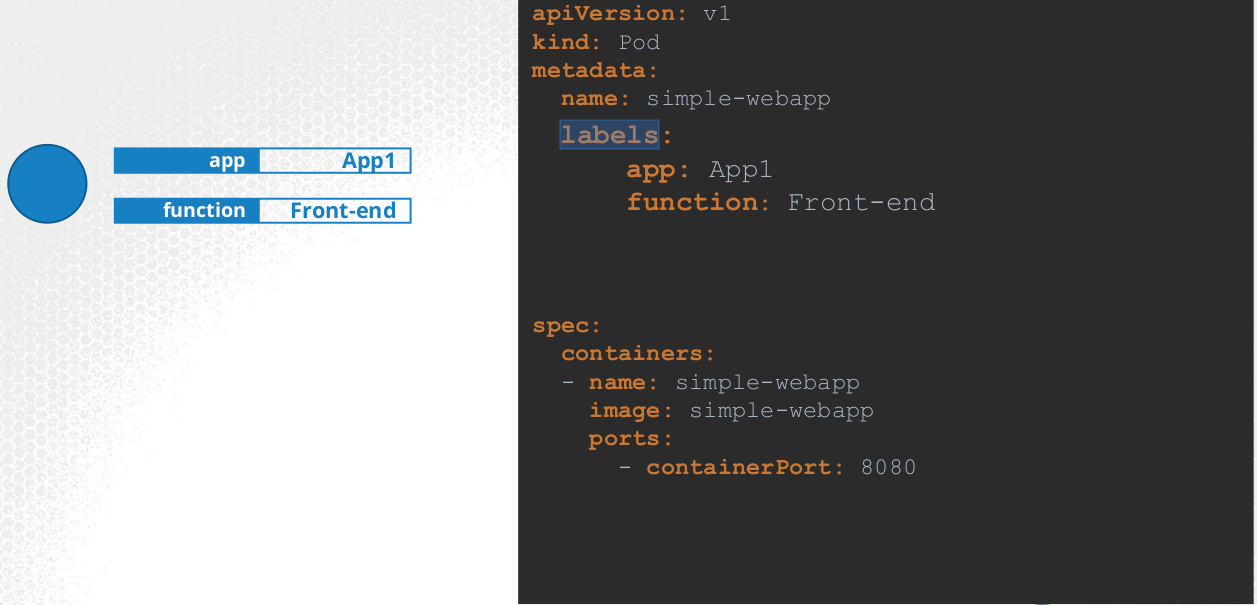 app App1
function Front-end
apiVersion: v1
kind: Pod
metadata:
  name: simple-webapp
  labels:
    app: App1
    function: Front-end
spec:
  containers:
  - name: simple-webapp
    image: simple-webapp
    ports:
      - containerPort: 8080